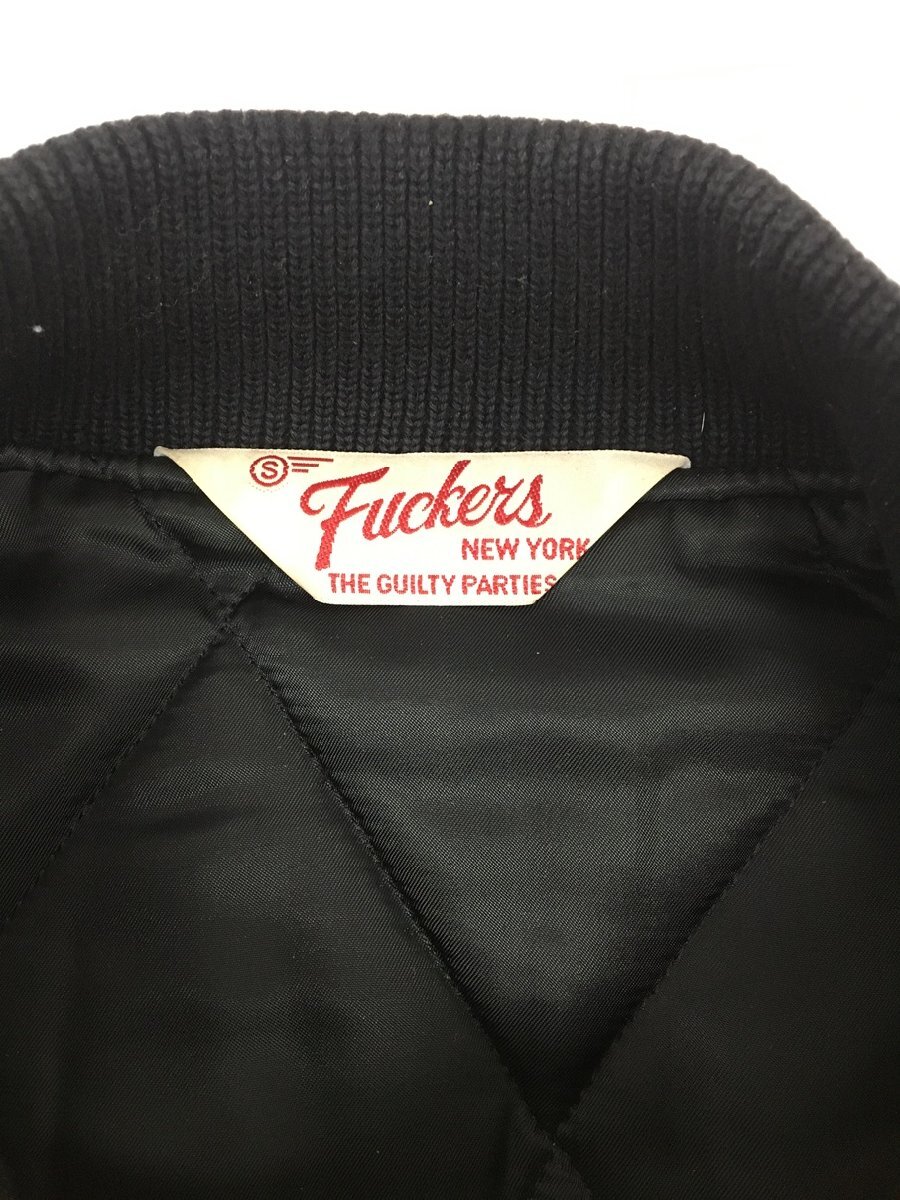 S
Fuckers
NEW YORK
THE GUILTY PARTIES